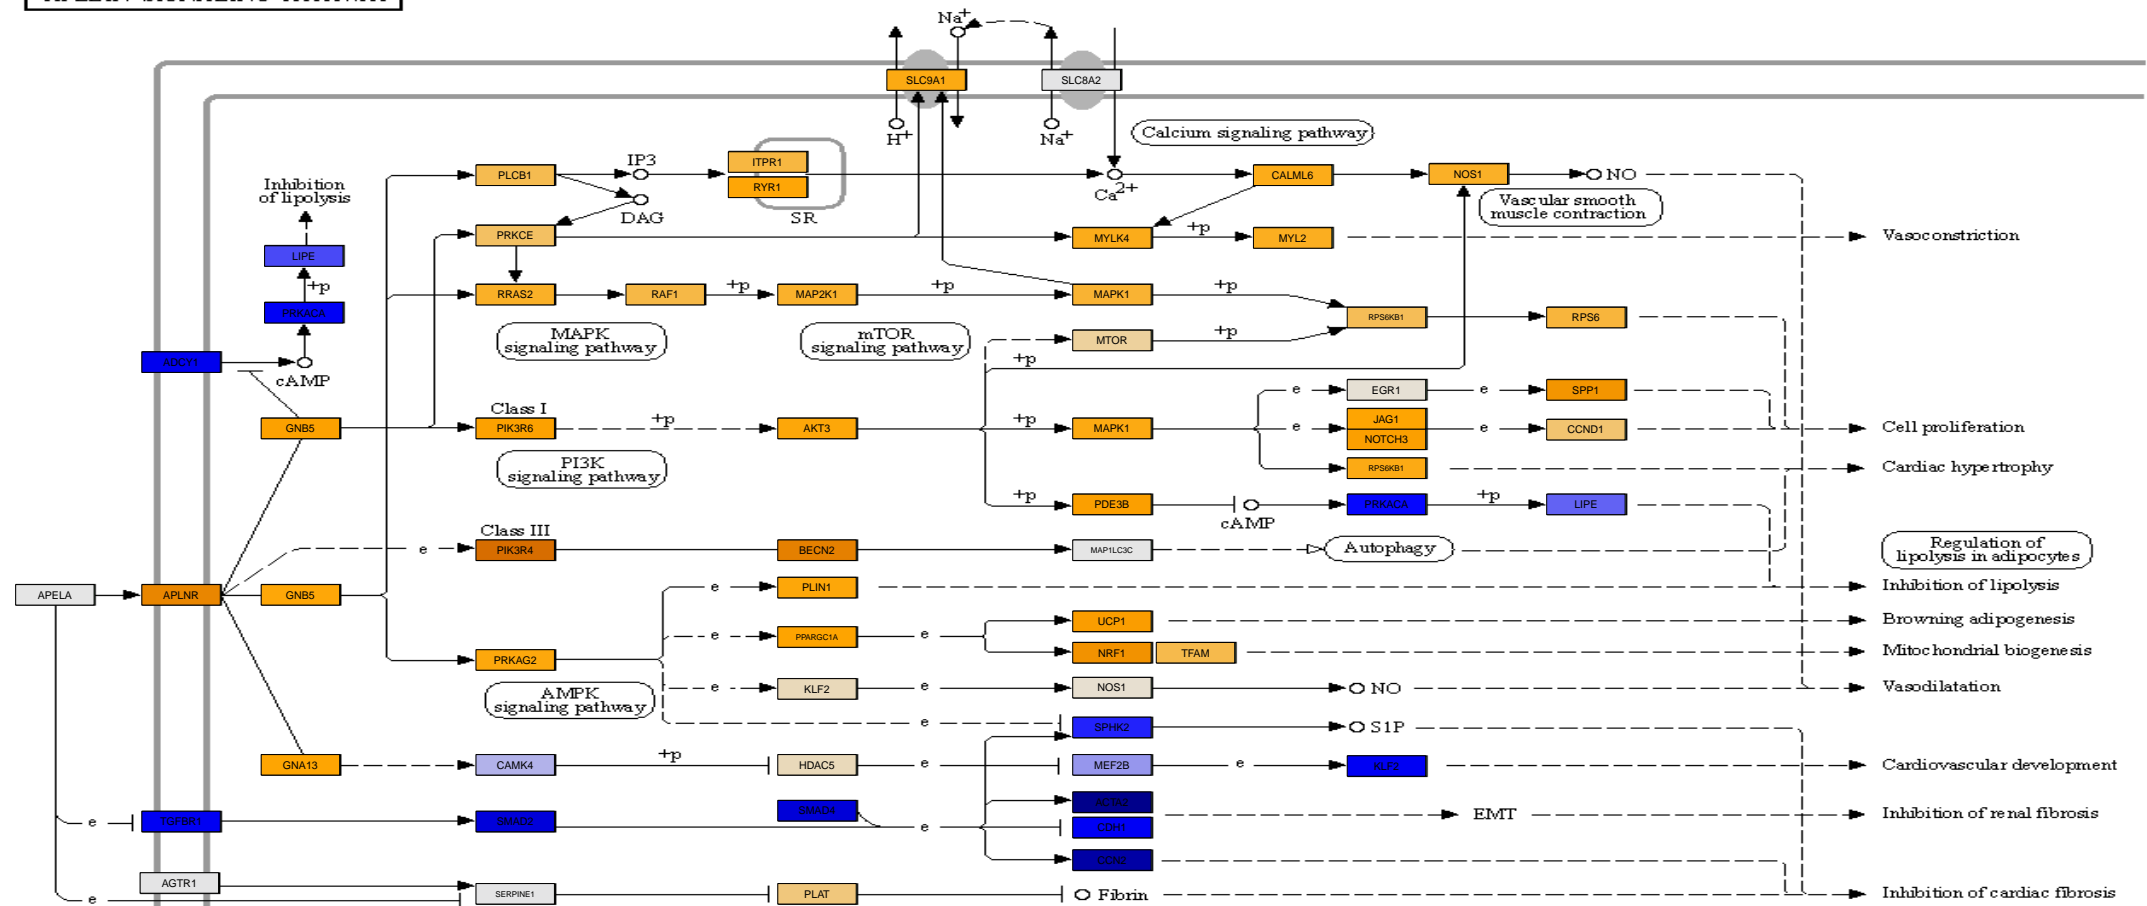 APELIN SIGNALING PATHWAY
Na+
SLC9A1
SLC8A2
H+
Na+
Calcium signaling pathway
Inhibition
of lipolysis
PLCB1
IP3
ITPR1
RYR1
SR
DAG
Ca2+
CALML6
NOS1
NO
Vascular smooth
muscle contraction
PRKCE
MYLK4
+p
MYL2
Vasoconstriction
LIPE
+p
PRKACA
RRAS2
RAF1
+p
MAP2K1
+p
MAPK1
+p
RPS6KB1
RPS6
MAPK
signaling pathway
mTOR
signaling pathway
MTOR
+p
ADCY1
cAMP
+p
EGR1
e
e
SPP1
Class I
GNB5
PIK3R6
+p
AKT3
+p
MAPK1
e
JAG1
NOTCH3
e
CCND1
Cell proliferation
PI3K
signaling pathway
RPS6KB1
Cardiac hypertrophy
+p
PDE3B
cAMP
PRKACA
+p
LIPE
Class III
e
PIK3R4
BECN2
MAP1LC3C
Autophagy
Regulation of
lipolysis in adipocytes
APELA
APLNR
GNB5
e
PLIN1
Inhibition of lipolysis
UCP1
Browning adipogenesis
e
PPARGC1A
e
NRF1
TFAM
Mitochondrial biogenesis
PRKAG2
AMPK
signaling pathway
e
KLF2
e
NOS1
NO
Vasodilatation
e
SPHK2
S1P
GNA13
CAMK4
+p
HDAC5
e
MEF2B
e
KLF2
Cardiovascular development
e
TGFBR1
SMAD2
SMAD4
e
ACTA2
CDH1
EMT
Inhibition of renal fibrosis
CCN2
AGTR1
e
SERPINE1
PLAT
Fibrin
Inhibition of cardiac fibrosis